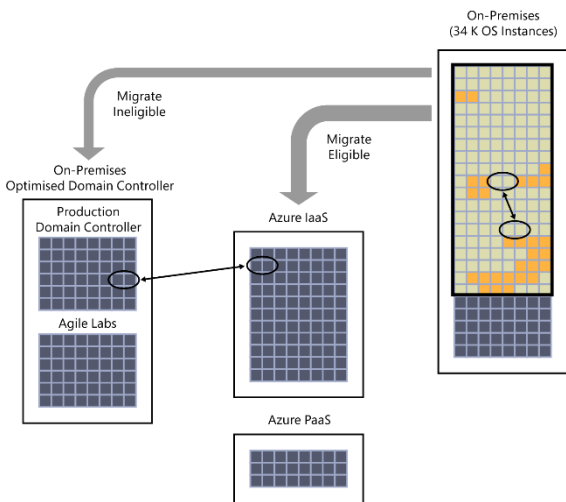 On-Premises
(34 K OS Instances)
Migrate
Ineligible
Migrate
Eligible
On-Premises
Optimised Domain Controller
Production
Domain Controller
Agile Labs
Azure IaaS
Azure PaaS